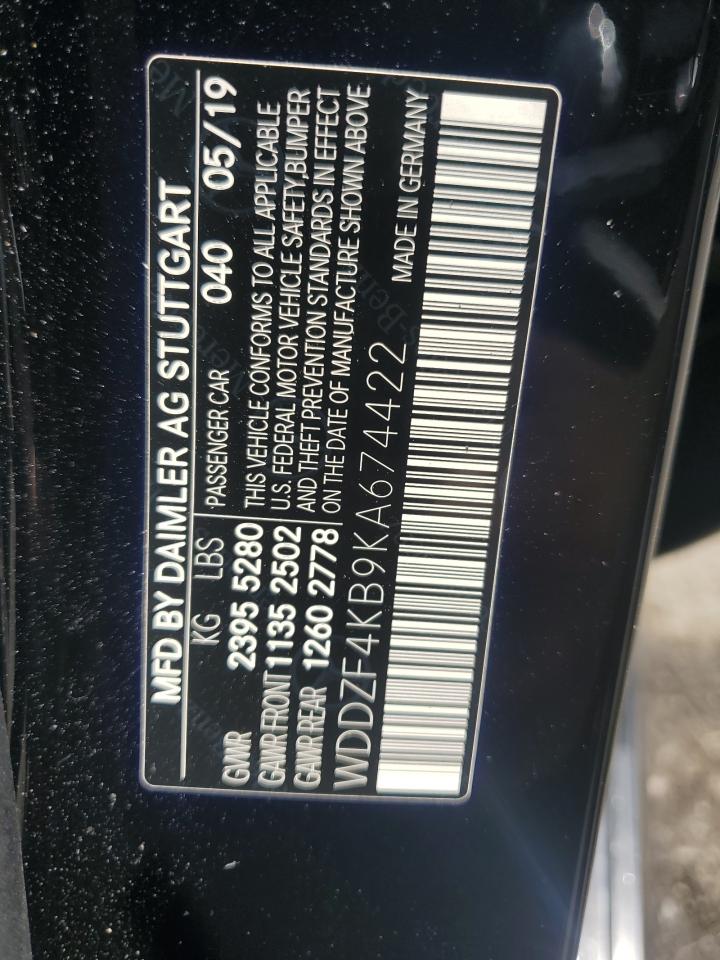 MFD BY DAIMLER AG STUTTGART
KG LBS PASSENGER CAR 040 05/19
GVWR 2395 5280
GAWR FRONT 1135 2502
GAWR REAR 1260 2778
THIS VEHICLE CONFORMS TO ALL APPLICABLE
U.S. FEDERAL MOTOR VEHICLE SAFETY,BUMPER
AND THEFT PREVENTION STANDARDS IN EFFECT
ON THE DATE OF MANUFACTURE SHOWN ABOVE
WDDZF4KB9KA674422 MADE IN GERMANY